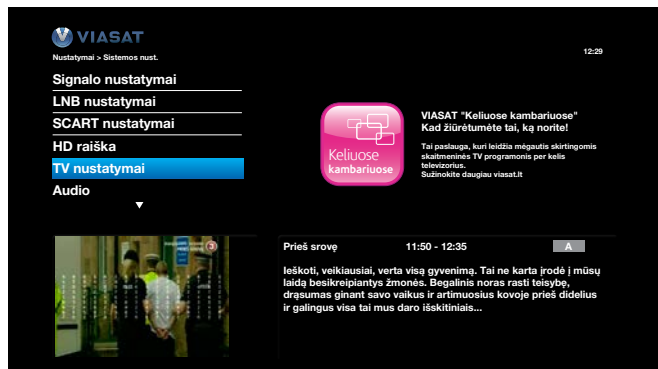 VIASAT
Nustatymai > Sistemos nust.
12:29
Signalo nustatymai
LNB nustatymai
SCART nustatymai
HD raiška
TV nustatymai
Audio
Keliuose
kambariuose
VIASAT "Keliuose kambariuose"
Kad žiūrėtumėte tai, ką norite!
Tai paslauga, kuri leidžia mėgautis skirtingomis
skaitmeninės TV programonis per kelis
televizorius.
Sužinokite daugiau viasat.lt
3
Prieš srovę 11:50 - 12:35 A
Ieškoti, veikiausiai, verta visą gyvenimą. Tai ne karta įrodė į mūsų
laidą besikreipiantys žmonės. Begalinis noras rasti teisybę,
drąsumas ginant savo vaikus ir artimuosius kovoje prieš didelius
ir galingus visa tai mus daro išskitiniais...